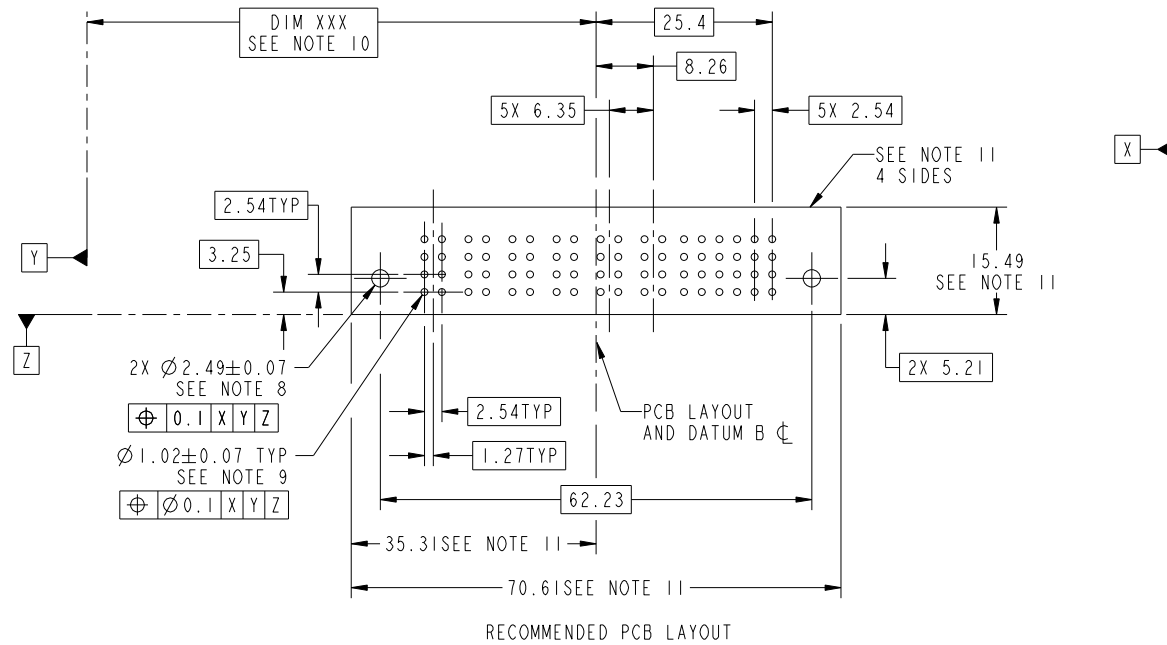 DIM XXX
SEE NOTE 10
25.4
8.26
5X 6.35
5X 2.54
X
SEE NOTE 11
4 SIDES
2.54TYP
3.25
Y
15.49
SEE NOTE 11
Z
2X Ø2.49±0.07
SEE NOTE 8
⌖ 0.1 X Y Z
2X 5.21
2.54TYP
PCB LAYOUT
AND DATUM B ℄
Ø1.02±0.07 TYP
SEE NOTE 9
⌖ Ø0.1 X Y Z
1.27TYP
62.23
35.31SEE NOTE 11
70.61SEE NOTE 11
RECOMMENDED PCB LAYOUT